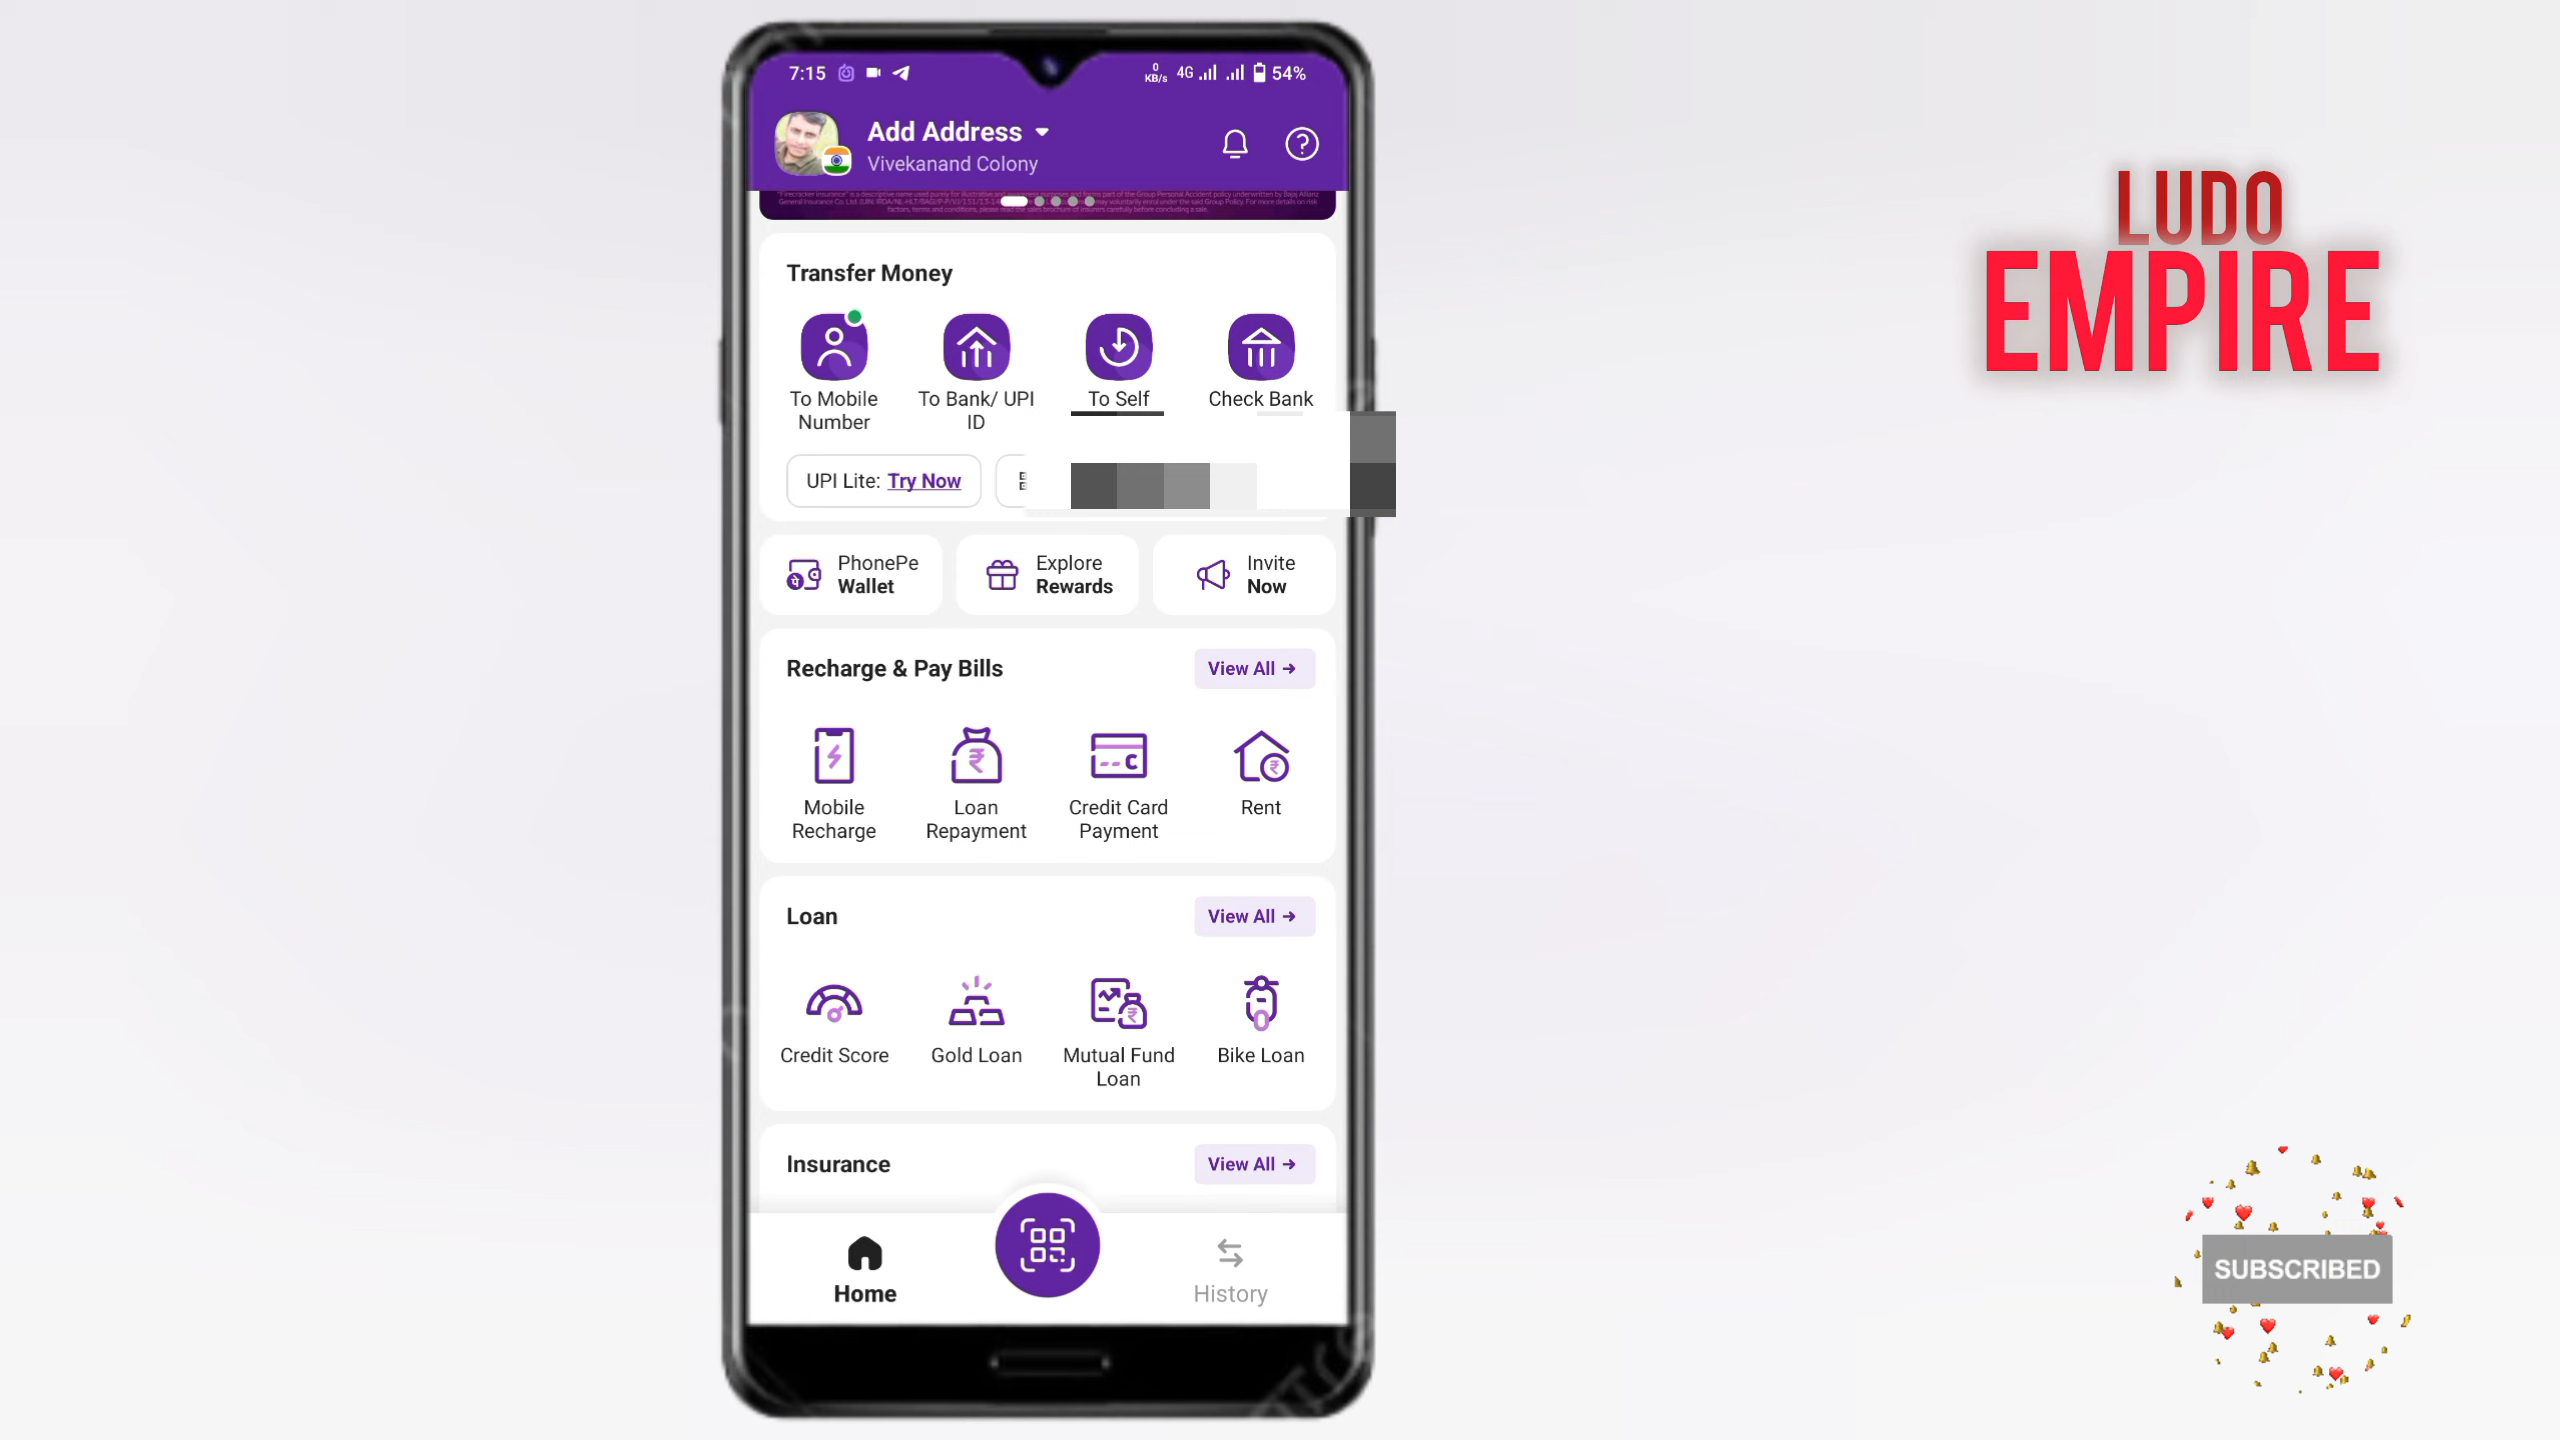 7:15
0 KB/s 4G 54%
Add Address
Vivekanand Colony
Transfer Money
To Mobile Number
To Bank/ UPI ID
To Self
Check Bank
UPI Lite: Try Now
PhonePe Wallet
Explore Rewards
Invite Now
Recharge & Pay Bills
View All
Mobile Recharge
Loan Repayment
Credit Card Payment
Rent
Loan
View All
Credit Score
Gold Loan
Mutual Fund Loan
Bike Loan
Insurance
View All
Home
History
LUDO
EMPIRE
SUBSCRIBED